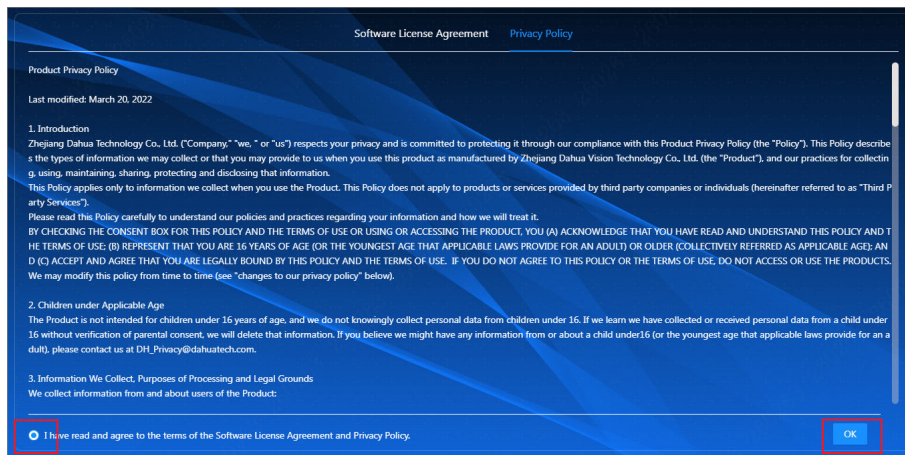 Software License Agreement Privacy Policy
Product Privacy Policy
Last modified: March 20, 2022
1. Introduction
Zhejiang Dahua Technology Co., Ltd. ("Company," "we, " or "us") respects your privacy and is committed to protecting it through our compliance with this Product Privacy Policy (the "Policy"). This Policy describe
s the types of information we may collect or that you may provide to us when you use this product as manufactured by Zhejiang Dahua Vision Technology Co., Ltd. (the "Product"), and our practices for collectin
g, using, maintaining, sharing, protecting and disclosing that information.
This Policy applies only to information we collect when you use the Product. This Policy does not apply to products or services provided by third party companies or individuals (hereinafter referred to as "Third P
arty Services").
Please read this Policy carefully to understand our policies and practices regarding your information and how we will treat it.
BY CHECKING THE CONSENT BOX FOR THIS POLICY AND THE TERMS OF USE OR USING OR ACCESSING THE PRODUCT, YOU (A) ACKNOWLEDGE THAT YOU HAVE READ AND UNDERSTAND THIS POLICY AND T
HE TERMS OF USE; (B) REPRESENT THAT YOU ARE 16 YEARS OF AGE (OR THE YOUNGEST AGE THAT APPLICABLE LAWS PROVIDE FOR AN ADULT) OR OLDER (COLLECTIVELY REFERRED AS APPLICABLE AGE); AN
D (C) ACCEPT AND AGREE THAT YOU ARE LEGALLY BOUND BY THIS POLICY AND THE TERMS OF USE. IF YOU DO NOT AGREE TO THIS POLICY OR THE TERMS OF USE, DO NOT ACCESS OR USE THE PRODUCTS.
We may modify this policy from time to time (see "changes to our privacy policy" below).
2. Children under Applicable Age
The Product is not intended for children under 16 years of age, and we do not knowingly collect personal data from children under 16. If we learn we have collected or received personal data from a child under
16 without verification of parental consent, we will delete that information. If you believe we might have any information from or about a child under16 (or the youngest age that applicable laws provide for an a
dult), please contact us at DH_Privacy@dahuatech.com.
3. Information We Collect, Purposes of Processing and Legal Grounds
We collect information from and about users of the Product:
I have read and agree to the terms of the Software License Agreement and Privacy Policy.
OK